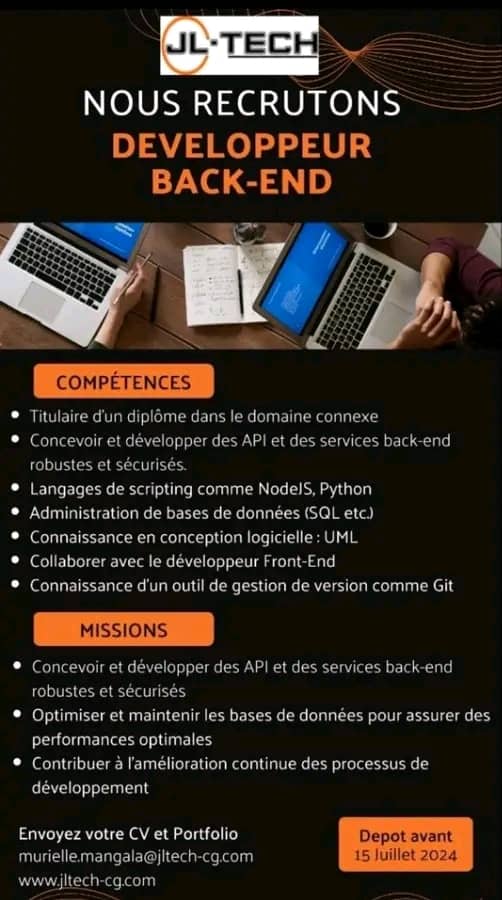 JL-TECH
NOUS RECRUTONS
DEVELOPPEUR
BACK-END
COMPÉTENCES
• Titulaire d'un diplôme dans le domaine connexe
• Concevoir et développer des API et des services back-end
robustes et sécurisés.
• Langages de scripting comme NodeJS, Python
• Administration de bases de données (SQL etc.)
• Connaissance en conception logicielle : UML
• Collaborer avec le développeur Front-End
• Connaissance d'un outil de gestion de version comme Git
MISSIONS
• Concevoir et développer des API et des services back-end
robustes et sécurisés
• Optimiser et maintenir les bases de données pour assurer des
performances optimales
• Contribuer à l'amélioration continue des processus de
développement
Envoyez votre CV et Portfolio
murielle.mangala@jltech-cg.com
www.jltech-cg.com
Depot avant
15 Juillet 2024